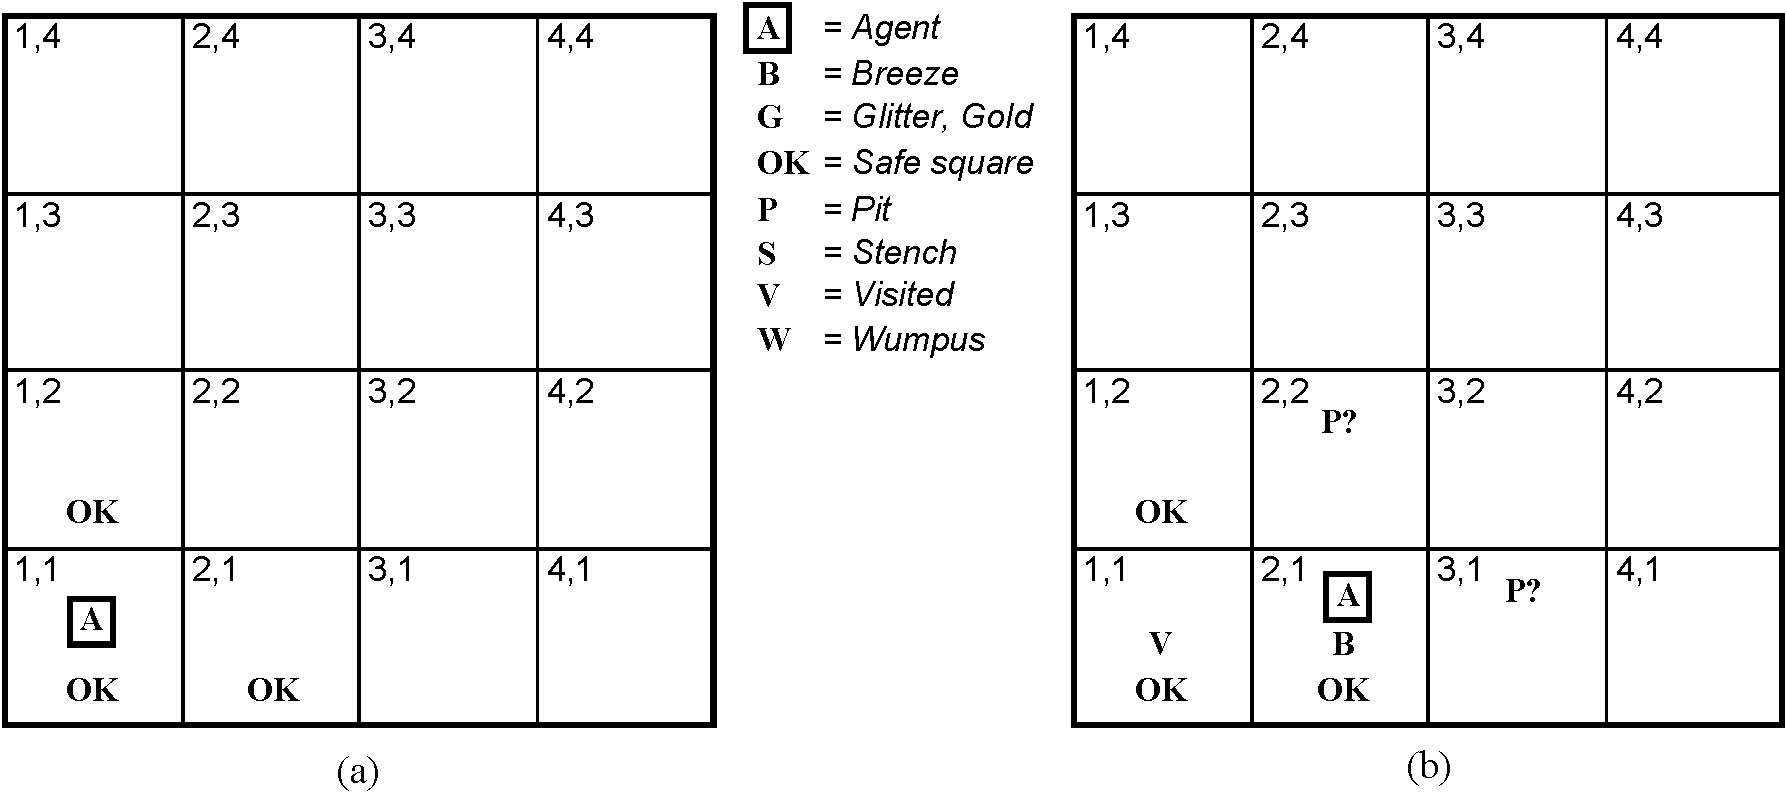 1,4 2,4 3,4 4,4
1,3 2,3 3,3 4,3
1,2 2,2 3,2 4,2
OK
1,1 2,1 3,1 4,1
A
OK OK
(a)
A = Agent
B = Breeze
G = Glitter, Gold
OK = Safe square
P = Pit
S = Stench
V = Visited
W = Wumpus
1,4 2,4 3,4 4,4
1,3 2,3 3,3 4,3
1,2 2,2 3,2 4,2
P?
OK
1,1 2,1 3,1 4,1
A P?
V B
OK OK
(b)